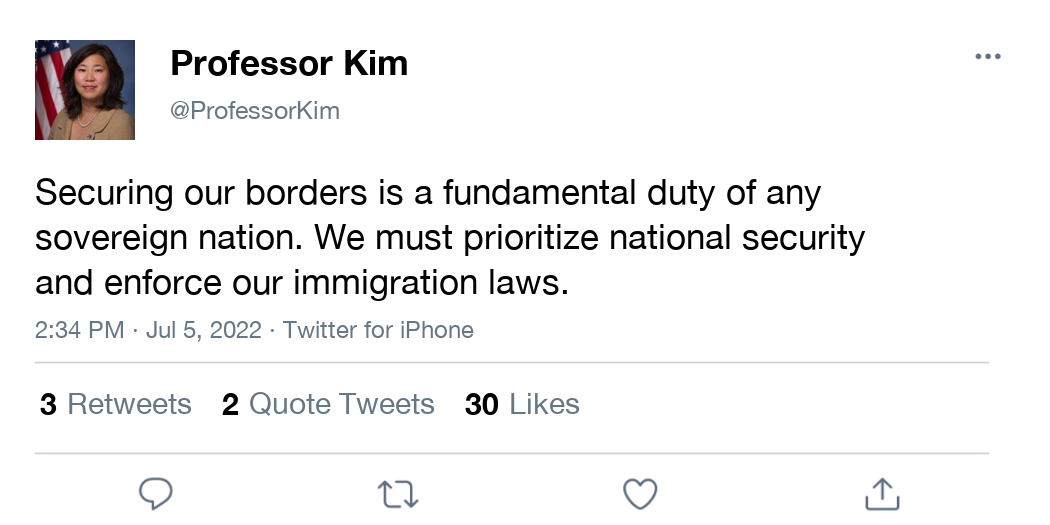 Professor Kim
@ProfessorKim
Securing our borders is a fundamental duty of any
sovereign nation. We must prioritize national security
and enforce our immigration laws.
2:34 PM · Jul 5, 2022 · Twitter for iPhone
3 Retweets 2 Quote Tweets 30 Likes